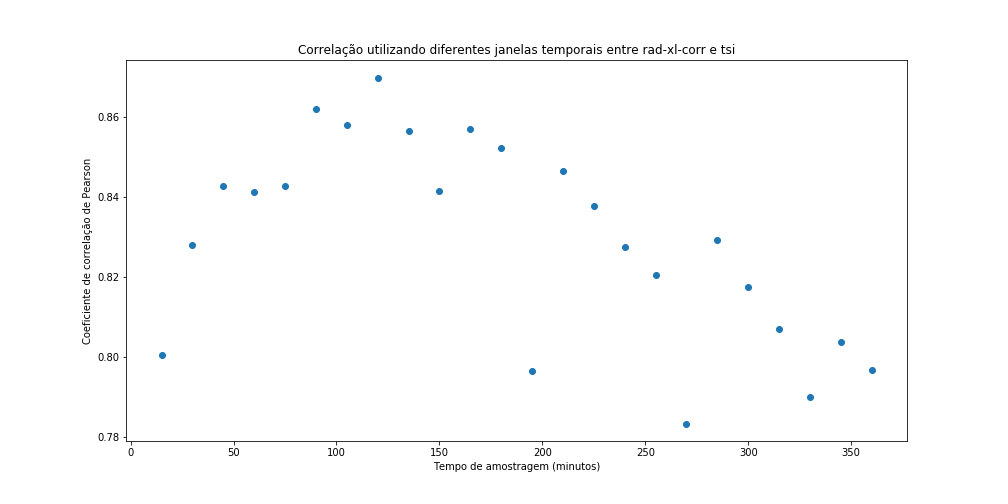 Correlação utilizando diferentes janelas temporais entre rad-xl-corr e tsi
Coeficiente de correlação de Pearson
0.86
0.84
0.82
0.80
0.78
0 50 100 150 200 250 300 350
Tempo de amostragem (minutos)